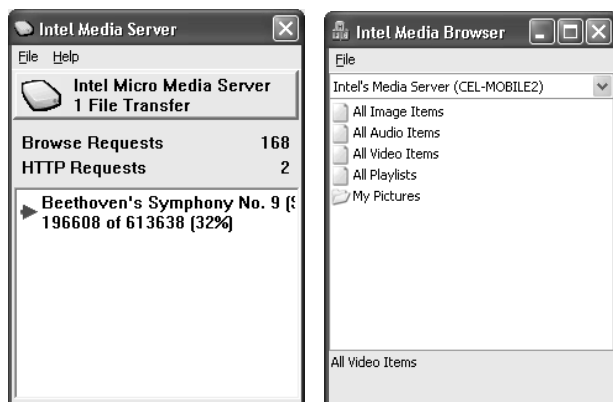 Intel Media Server
File Help
Intel Micro Media Server
1 File Transfer
Browse Requests 168
HTTP Requests 2
Beethoven's Symphony No. 9 (
196608 of 613638 (32%)
Intel Media Browser
File
Intel's Media Server (CEL-MOBILE2)
All Image Items
All Audio Items
All Video Items
All Playlists
My Pictures
All Video Items